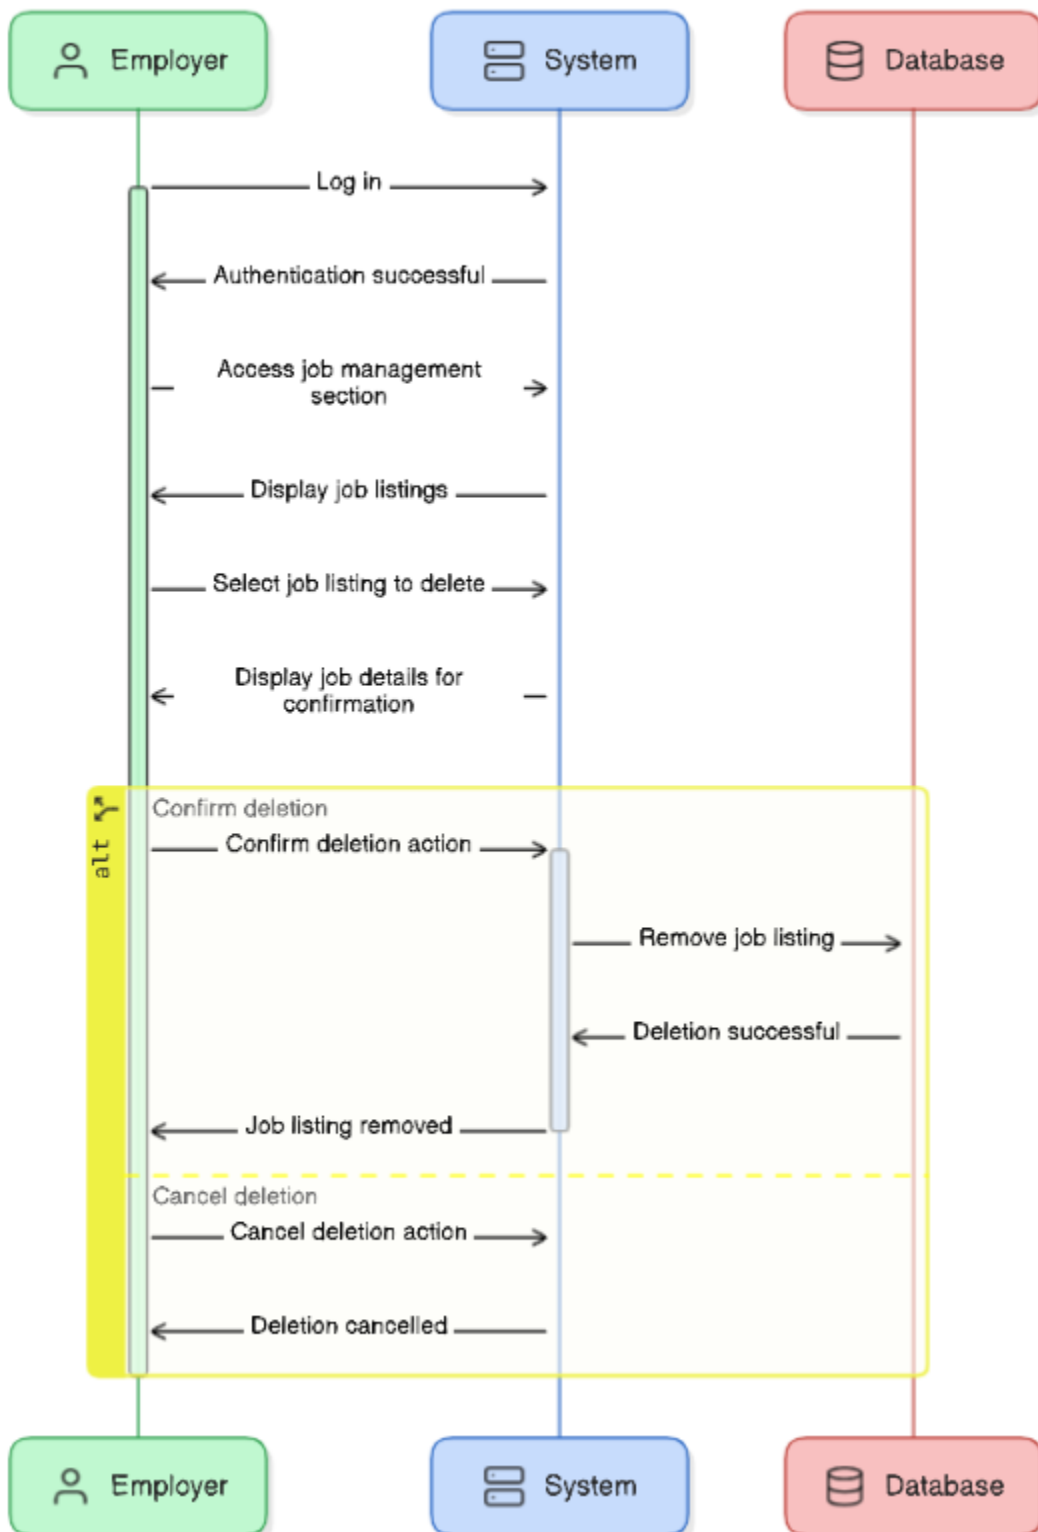 Employer
System
Database
Log in
Authentication successful
Access job management
section
Display job listings
Select job listing to delete
Display job details for
confirmation
alt
Confirm deletion
Confirm deletion action
Remove job listing
Deletion successful
Job listing removed
Cancel deletion
Cancel deletion action
Deletion cancelled
Employer
System
Database